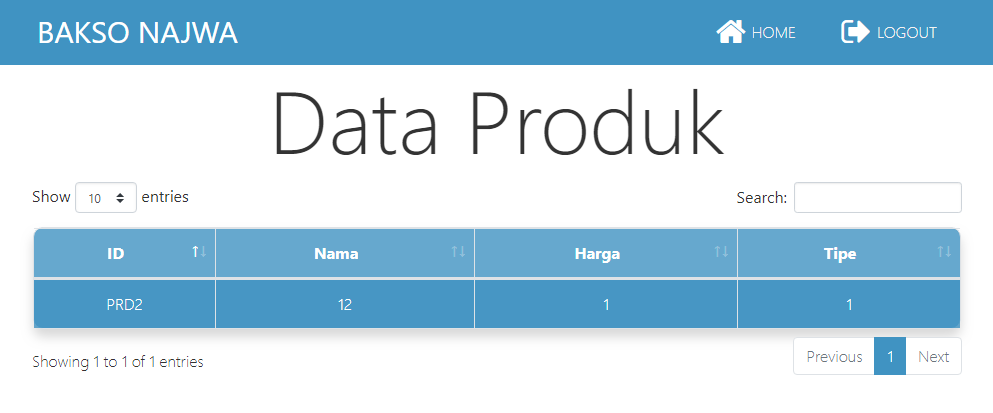 BAKSO NAJWA HOME LOGOUT
Data Produk
Show 10 entries Search:
ID Nama Harga Tipe
PRD2 12 1 1
Showing 1 to 1 of 1 entries Previous 1 Next